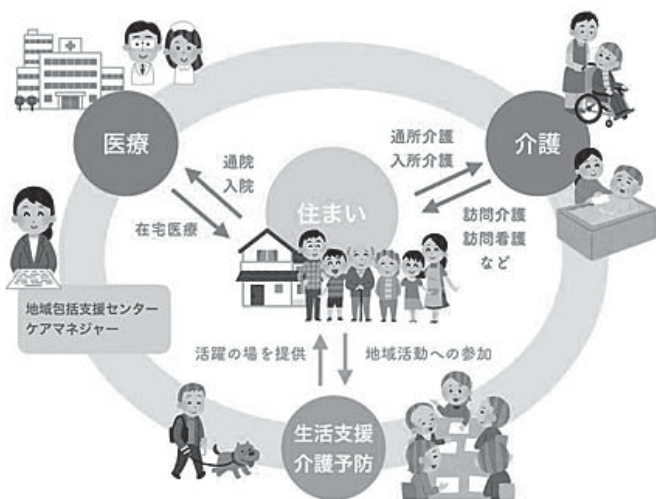 医療
介護
通院
入院
在宅医療
住まい
通所介護
入所介護
訪問介護
訪問看護
など
地域包括支援センター
ケアマネジャー
活躍の場を提供
地域活動への参加
生活支援
介護予防